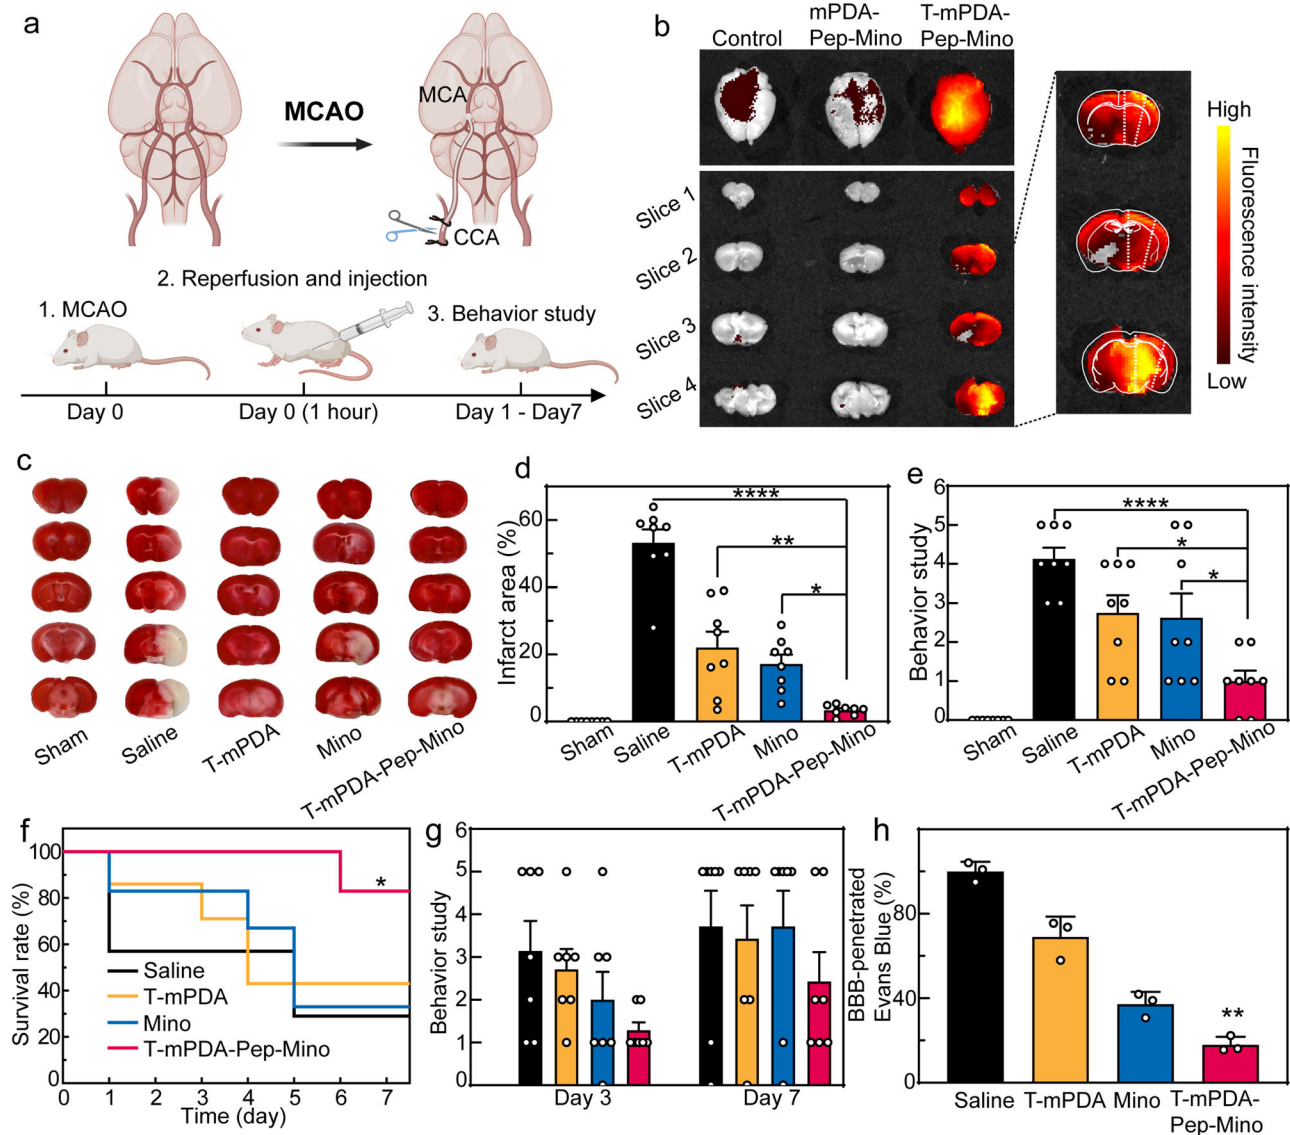 a
MCAO
MCA
CCA
2. Reperfusion and injection
1. MCAO
3. Behavior study
Day 0
Day 0 (1 hour)
Day 1 - Day7
b
Control
mPDA-
Pep-Mino
T-mPDA-
Pep-Mino
Slice 1
Slice 2
Slice 3
Slice 4
High
Fluorescence intensity
Low
c
Sham
Saline
T-mPDA
Mino
T-mPDA-Pep-Mino
d
Infarct area (%)
60
40
20
0
****
**
*
Sham
Saline
T-mPDA
Mino
T-mPDA-Pep-Mino
e
Behavior study
6
5
4
3
2
1
0
****
*
*
Sham
Saline
T-mPDA
Mino
T-mPDA-Pep-Mino
f
Survival rate (%)
100
80
60
40
20
0
*
Saline
T-mPDA
Mino
T-mPDA-Pep-Mino
0 1 2 3 4 5 6 7
Time (day)
g
Behavior study
6
5
4
3
2
1
0
Day 3
Day 7
h
BBB-penetrated
Evans Blue (%)
80
40
0
**
Saline
T-mPDA
Mino
T-mPDA-
Pep-Mino